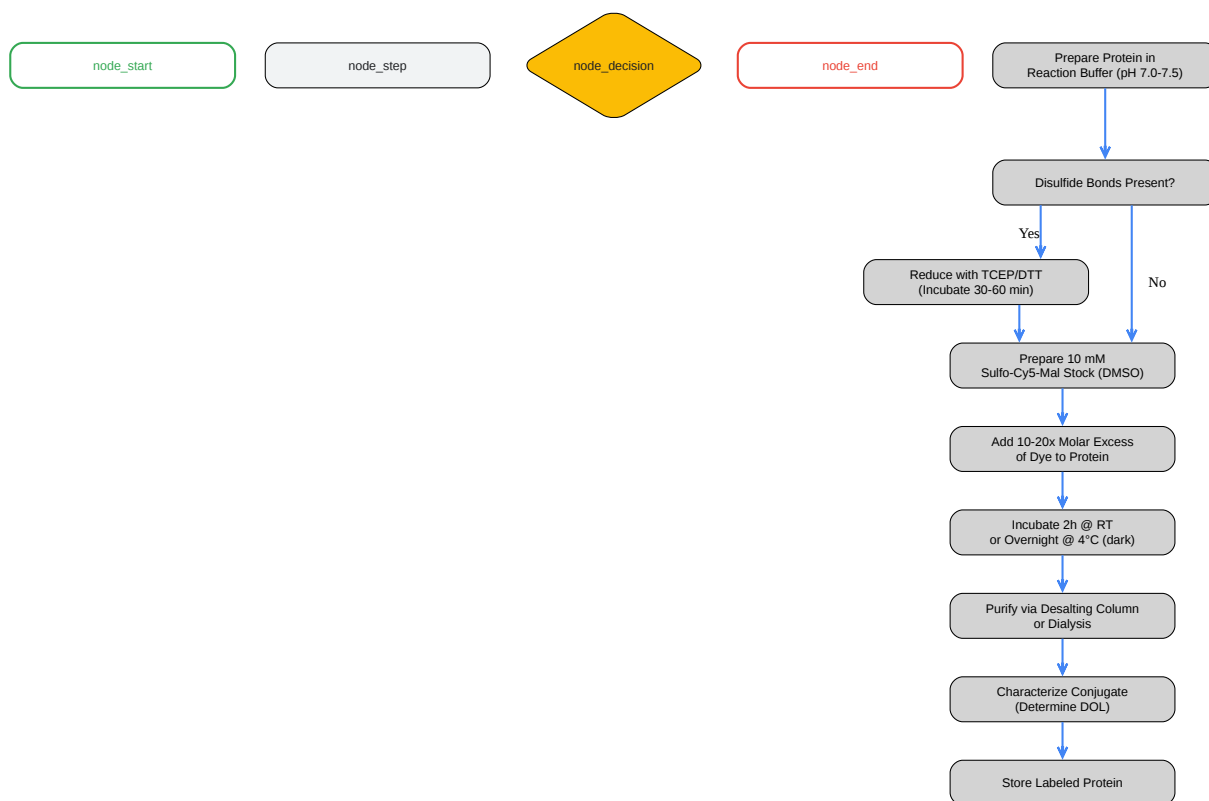 node_start
node_step
node_decision
node_end
Prepare Protein in
Reaction Buffer (pH 7.0-7.5)
Disulfide Bonds Present?
Yes
Reduce with TCEP/DTT
(Incubate 30-60 min)
No
Prepare 10 mM
Sulfo-Cy5-Mal Stock (DMSO)
Add 10-20x Molar Excess
of Dye to Protein
Incubate 2h @ RT
or Overnight @ 4°C (dark)
Purify via Desalting Column
or Dialysis
Characterize Conjugate
(Determine DOL)
Store Labeled Protein